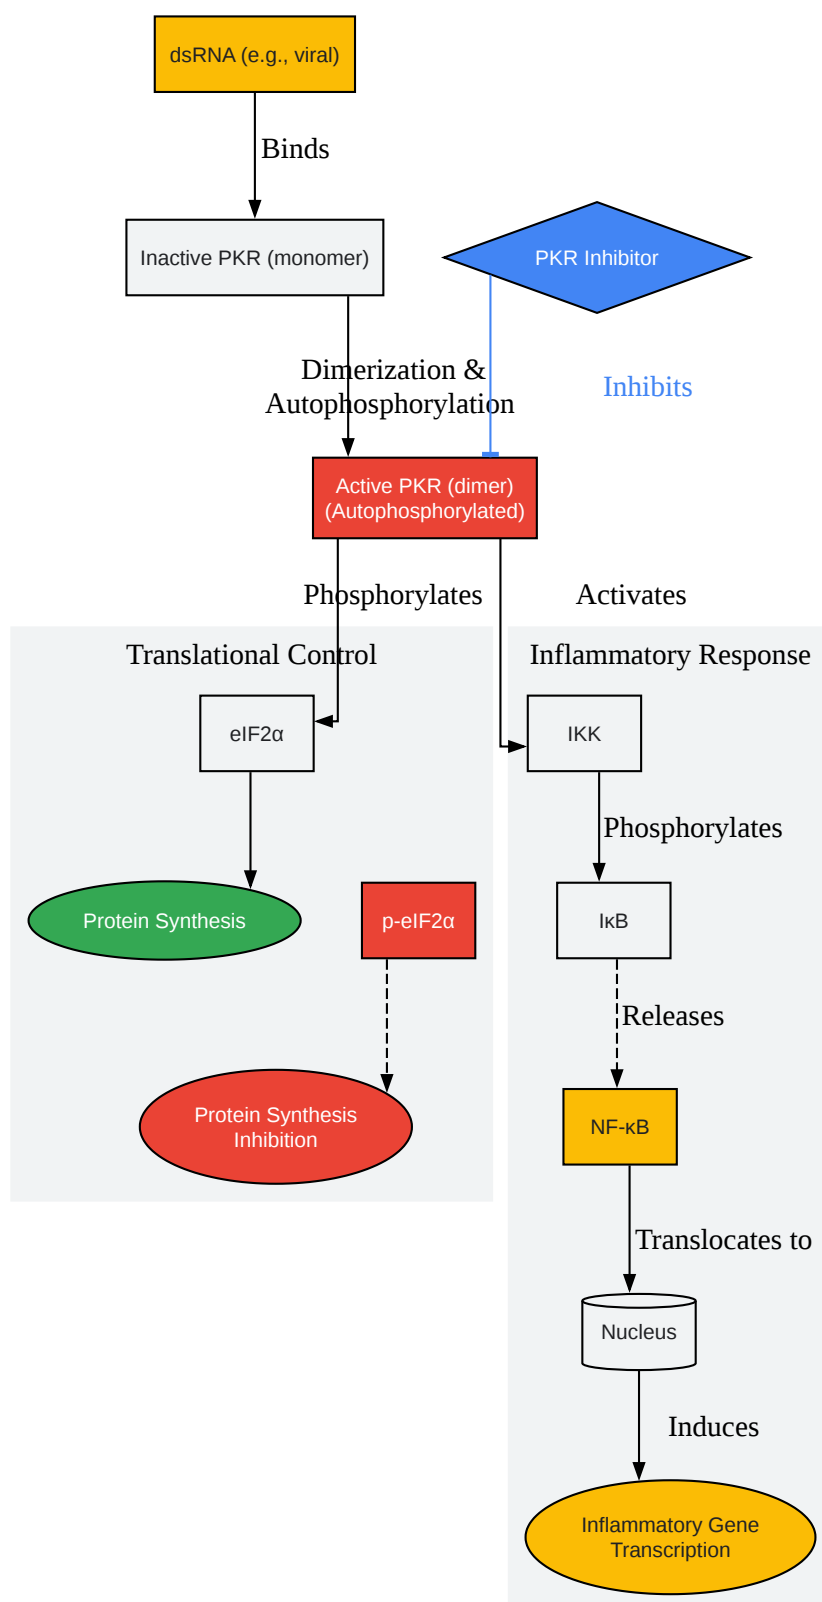 dsRNA (e.g., viral)
Binds
Inactive PKR (monomer)
PKR Inhibitor
Dimerization &
Autophosphorylation
Inhibits
Active PKR (dimer)
(Autophosphorylated)
Phosphorylates
Activates
Translational Control
Inflammatory Response
eIF2α
IKK
Phosphorylates
Protein Synthesis
p-eIF2α
IκB
Releases
Protein Synthesis
Inhibition
NF-κB
Translocates to
Nucleus
Induces
Inflammatory Gene
Transcription